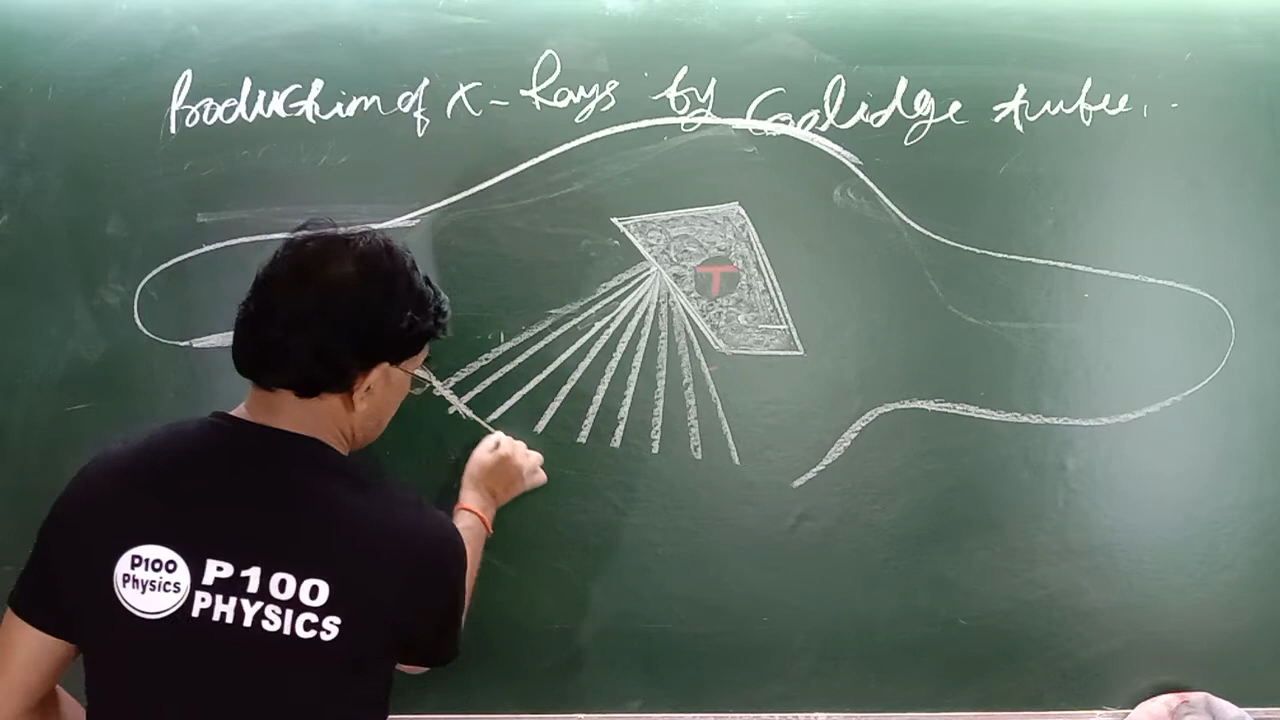 Production of X-Rays by Coolidge tube.
T
P100
Physics
P100
PHYSICS